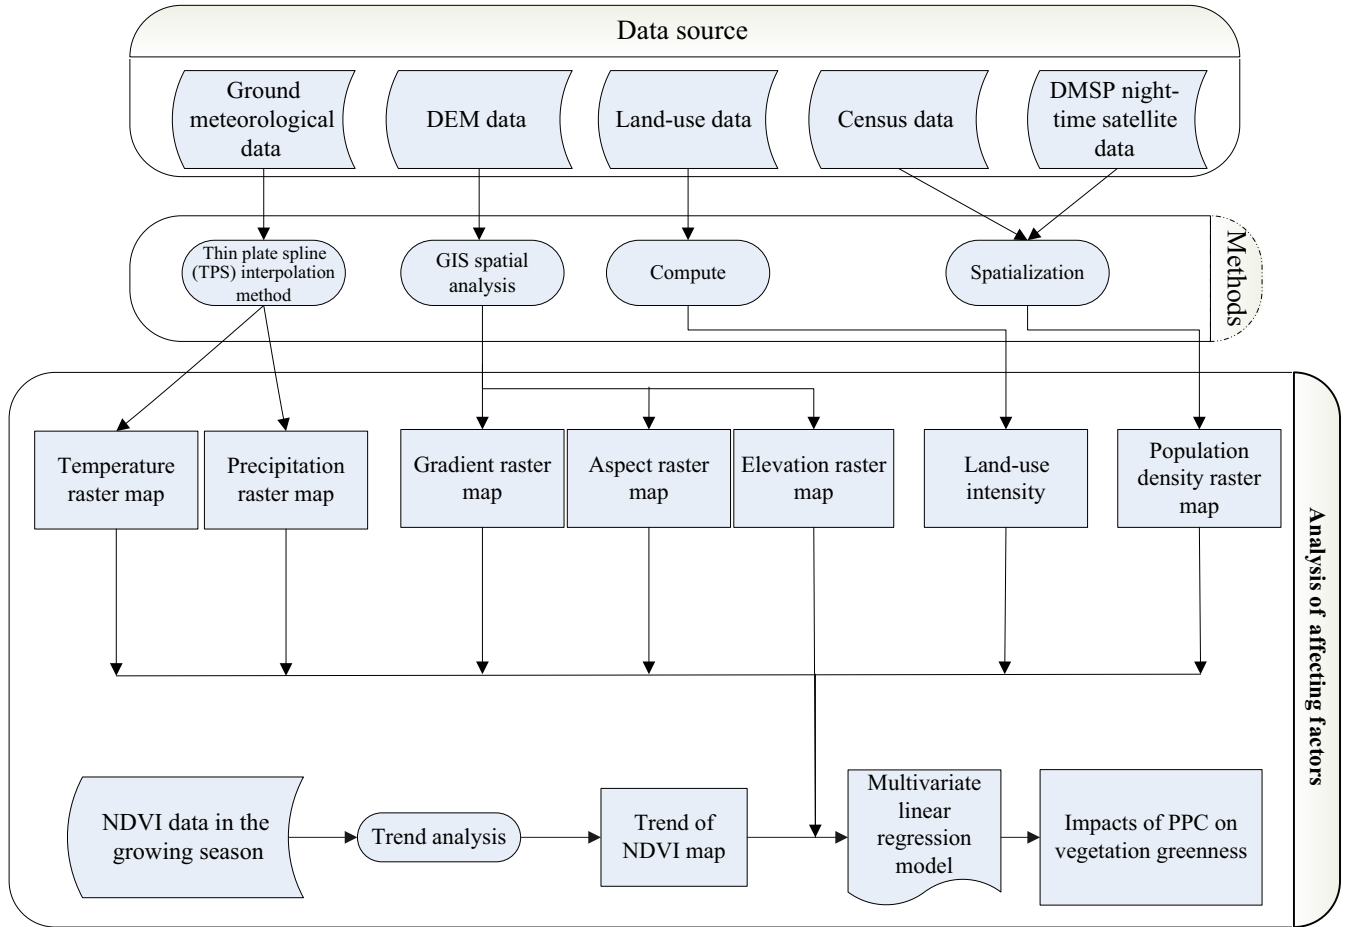 Data source
Ground
meteorological
data
DEM data
Land-use data
Census data
DMSP night-
time satellite
data
Methods
Thin plate spline
(TPS) interpolation
method
GIS spatial
analysis
Compute
Spatialization
Temperature
raster map
Precipitation
raster map
Gradient raster
map
Aspect raster
map
Elevation raster
map
Land-use
intensity
Population
density raster
map
Analysis of affecting factors
NDVI data in the
growing season
Trend analysis
Trend of
NDVI map
Multivariate
linear
regression
model
Impacts of PPC on
vegetation greenness